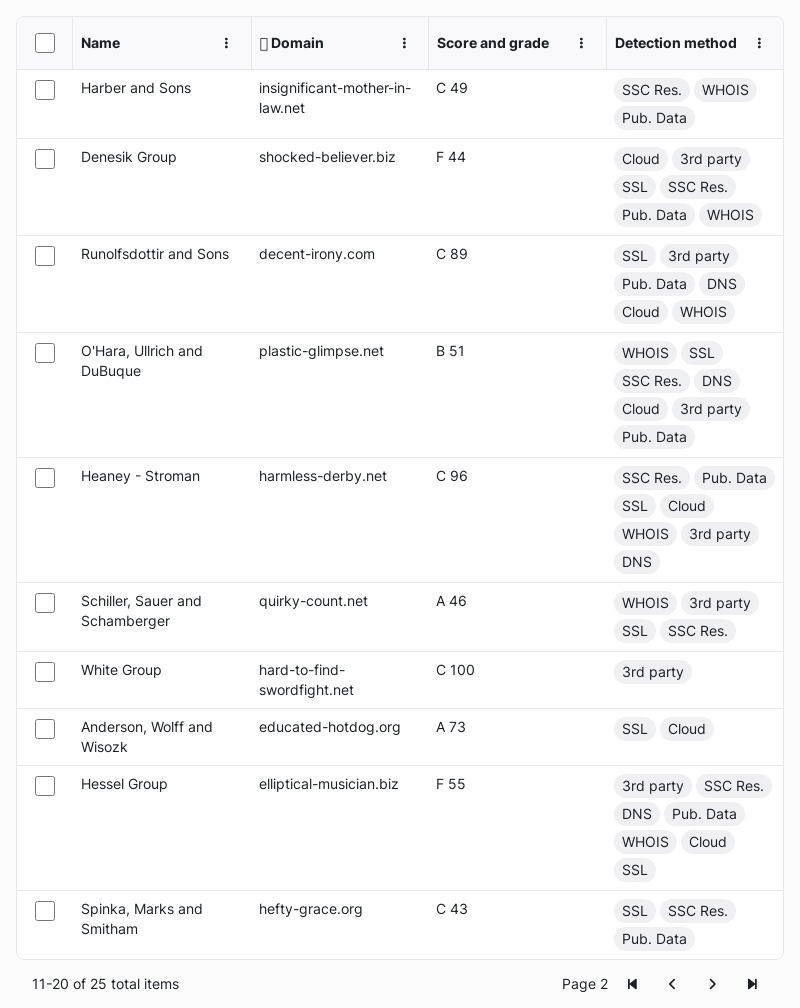 Name Domain Score and grade Detection method
Harber and Sons insignificant-mother-in- C 49 SSC Res. WHOIS
law.net Pub. Data
Denesik Group shocked-believer.biz F 44 Cloud 3rd party
SSL SSC Res.
Pub. Data WHOIS
Runolfsdottir and Sons decent-irony.com C 89 SSL 3rd party
Pub. Data DNS
Cloud WHOIS
O'Hara, Ullrich and plastic-glimpse.net B 51 WHOIS SSL
DuBuque SSC Res. DNS
Cloud 3rd party
Pub. Data
Heaney - Stroman harmless-derby.net C 96 SSC Res. Pub. Data
SSL Cloud
WHOIS 3rd party
DNS
Schiller, Sauer and quirky-count.net A 46 WHOIS 3rd party
Schamberger SSL SSC Res.
White Group hard-to-find- C 100 3rd party
swordfight.net
Anderson, Wolff and educated-hotdog.org A 73 SSL Cloud
Wisozk
Hessel Group elliptical-musician.biz F 55 3rd party SSC Res.
DNS Pub. Data
WHOIS Cloud
SSL
Spinka, Marks and hefty-grace.org C 43 SSL SSC Res.
Smitham Pub. Data
11-20 of 25 total items Page 2